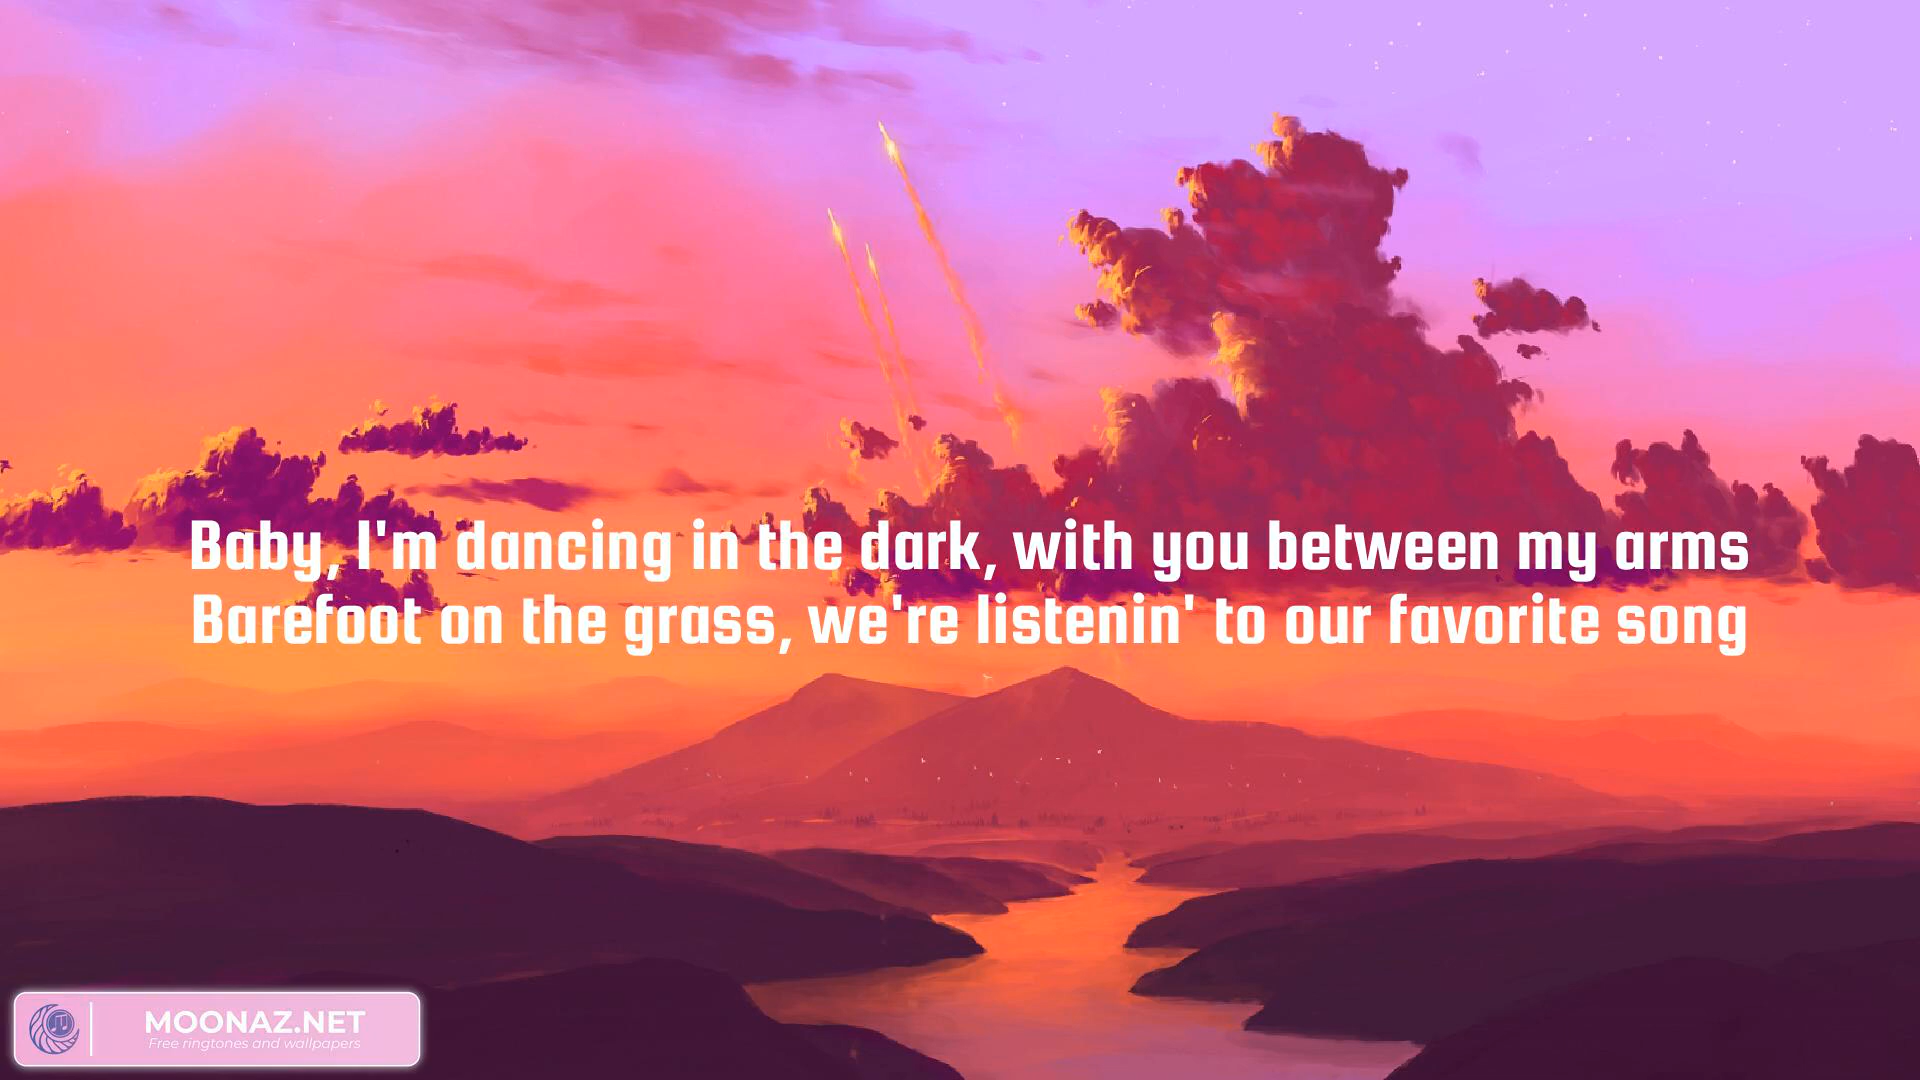 Baby, I'm dancing in the dark, with you between my arms
Barefoot on the grass, we're listenin' to our favorite song
MOONAZ.NET
Free ringtones and wallpapers